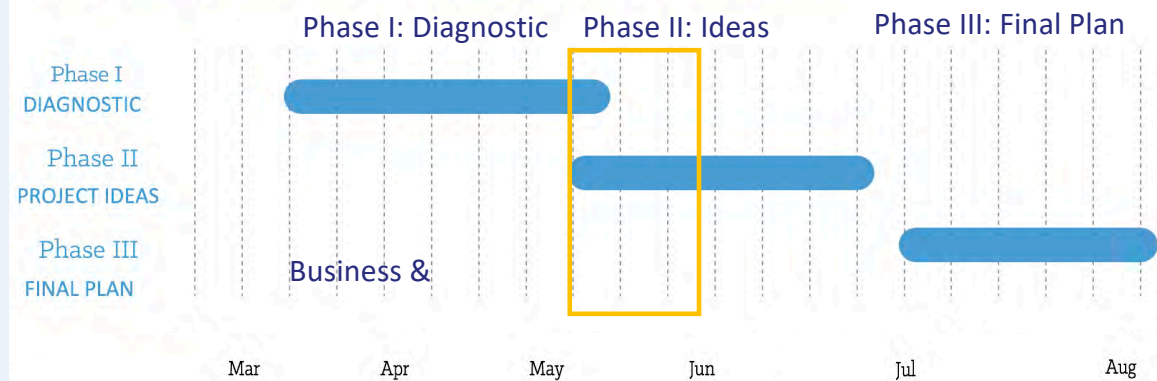 Phase I: Diagnostic Phase II: Ideas Phase III: Final Plan
Phase I
DIAGNOSTIC
Phase II
PROJECT IDEAS
Phase III
FINAL PLAN
Business &
Mar Apr May Jun Jul Aug